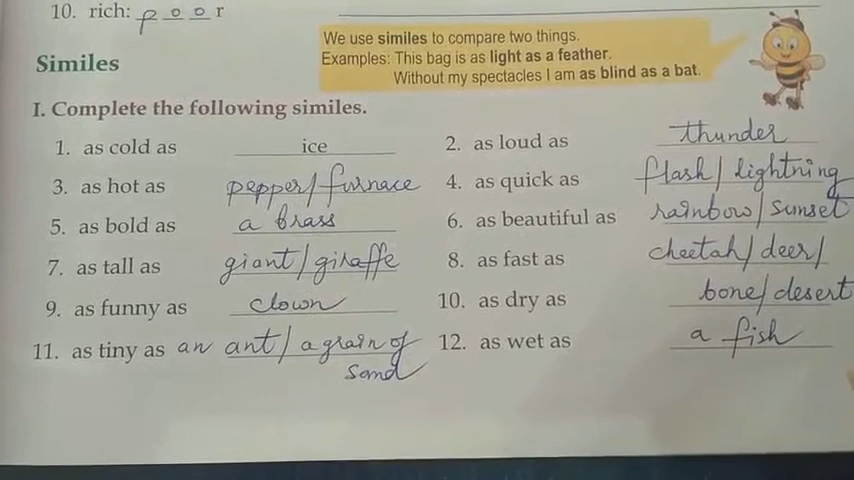 10. rich: p o o r
We use similes to compare two things.
Examples: This bag is as light as a feather.
Without my spectacles I am as blind as a bat.
Similes
I. Complete the following similes.
1. as cold as ice 2. as loud as thunder
3. as hot as pepper/furnace 4. as quick as flash/lightning
5. as bold as a brass 6. as beautiful as rainbow/sunset
7. as tall as giant/giraffe 8. as fast as cheetah/deer/
9. as funny as clown 10. as dry as bone/desert
11. as tiny as an ant/a grain of sand 12. as wet as a fish